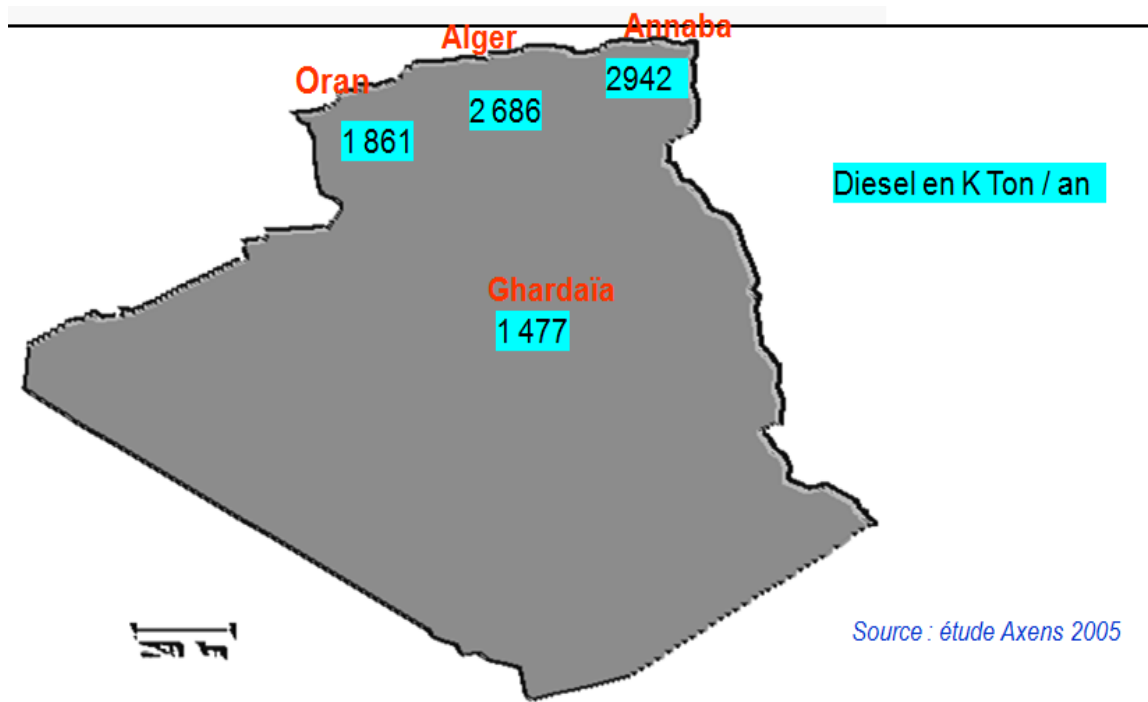 Annaba
Alger
Oran
2942
2 686
1 861
Diesel en K Ton / an
Ghardaïa
1 477
Source : étude Axens 2005